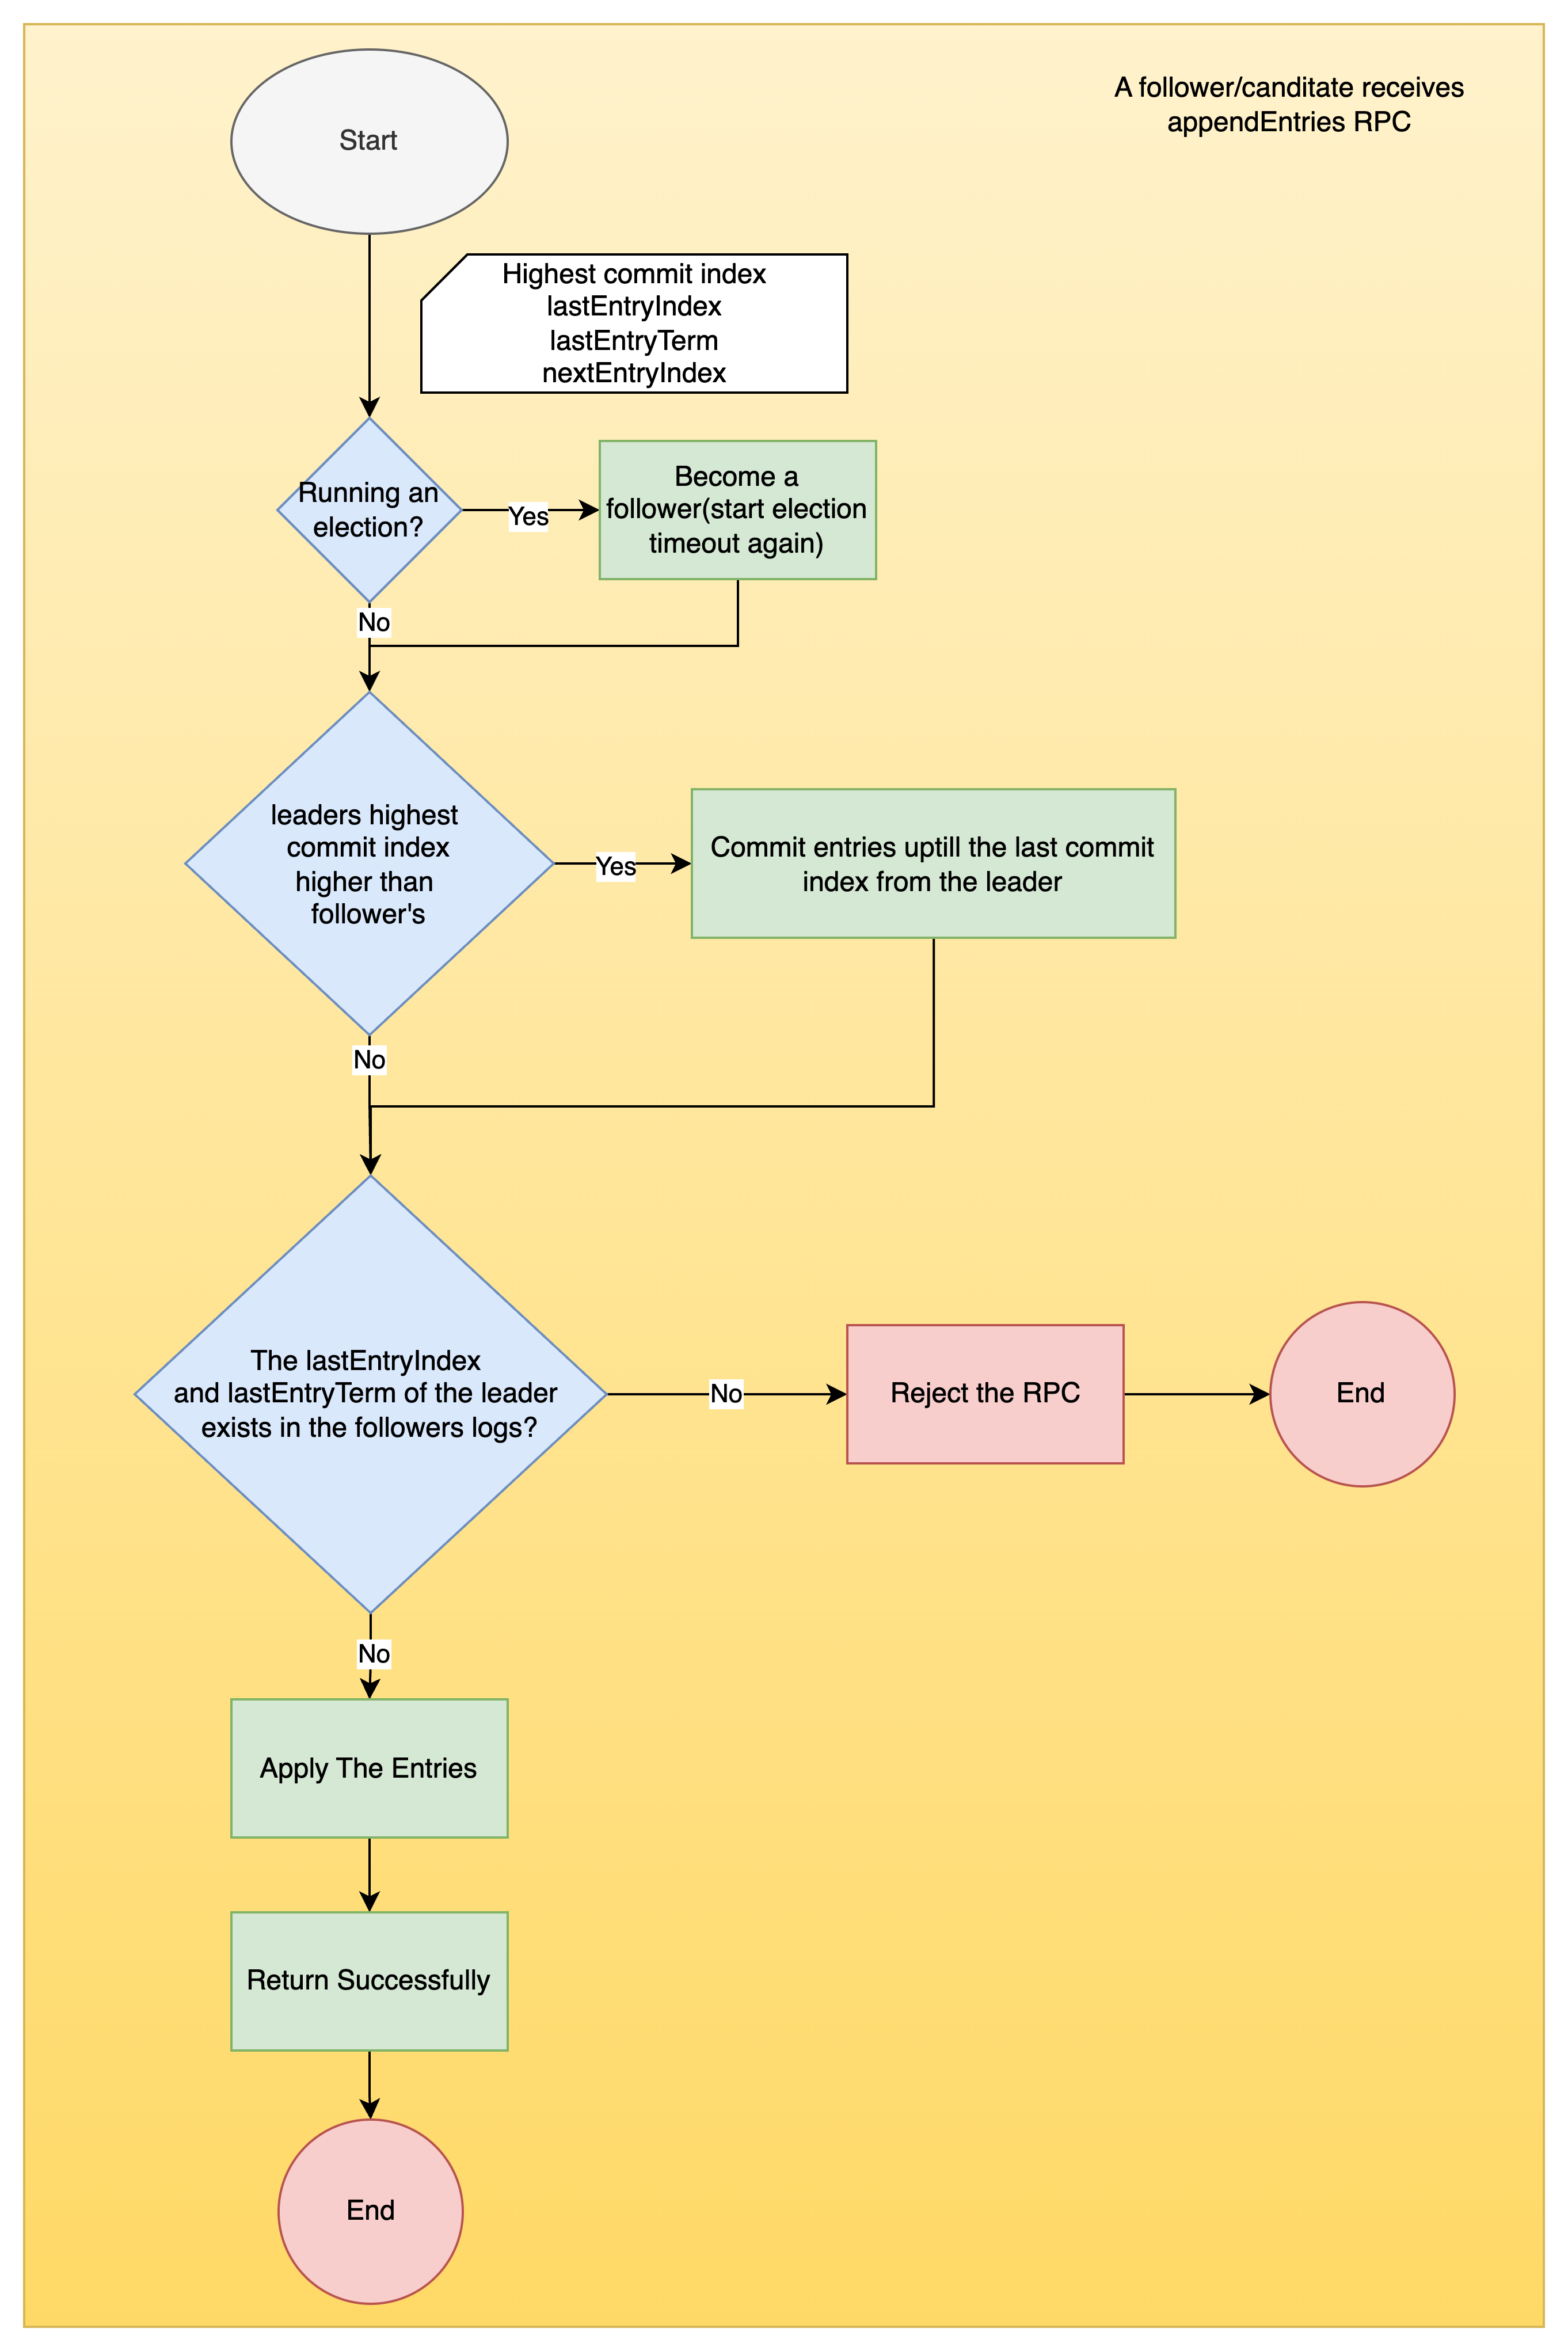 A follower/canditate receives
appendEntries RPC
Start
Highest commit index
lastEntryIndex
lastEntryTerm
nextEntryIndex
Running an
election?
Yes
Become a
follower(start election
timeout again)
No
leaders highest
commit index
higher than
follower's
Yes
Commit entries uptill the last commit
index from the leader
No
The lastEntryIndex
and lastEntryTerm of the leader
exists in the followers logs?
No
Reject the RPC
End
No
Apply The Entries
Return Successfully
End